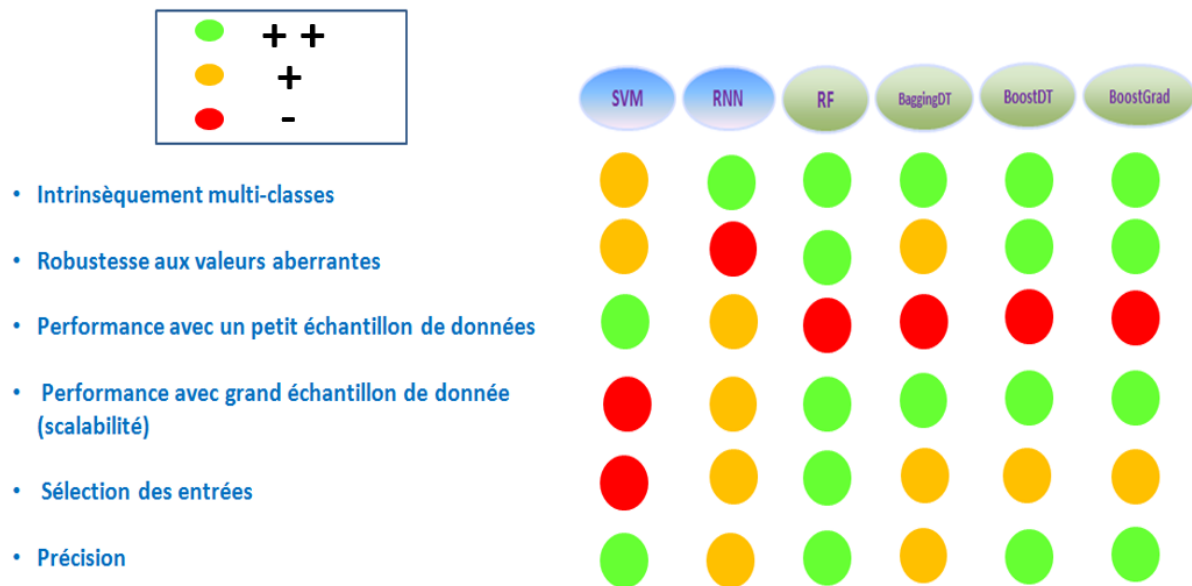 + +
+
-
SVM RNN RF BaggingDT BoostDT BoostGrad
• Intrinsèquement multi-classes
• Robustesse aux valeurs aberrantes
• Performance avec un petit échantillon de données
• Performance avec grand échantillon de donnée
(scalabilité)
• Sélection des entrées
• Précision